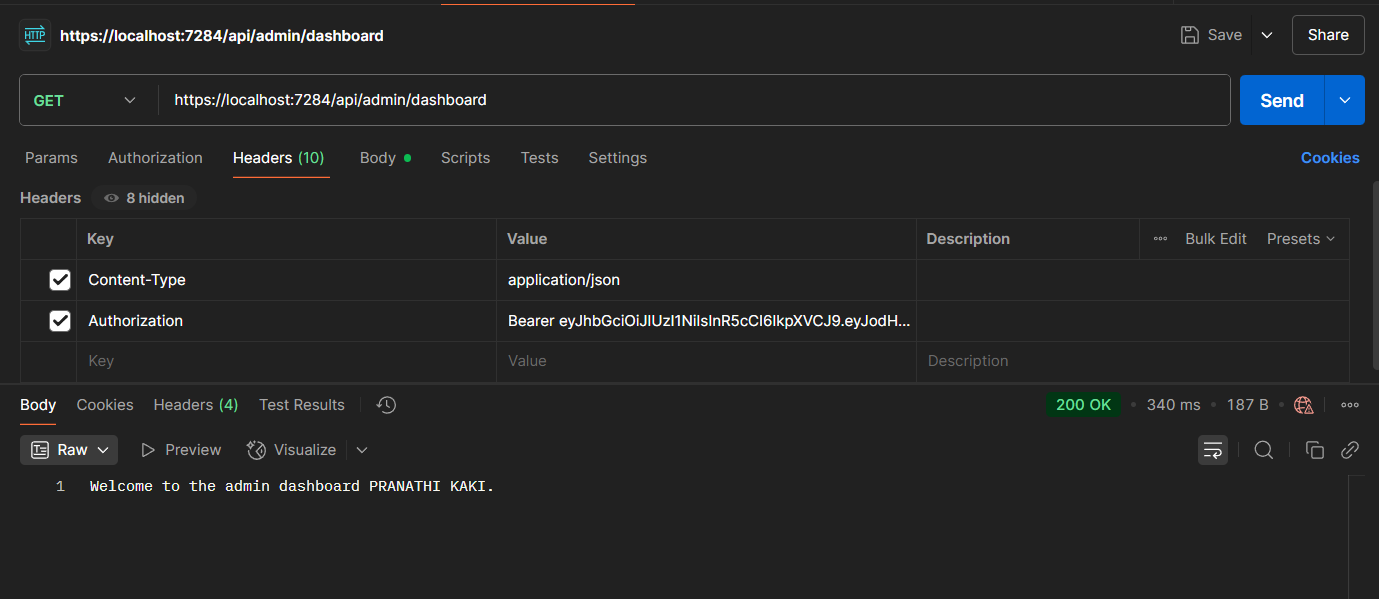 HTTP https://localhost:7284/api/admin/dashboard Save Share
GET https://localhost:7284/api/admin/dashboard Send
Params Authorization Headers (10) Body Scripts Tests Settings Cookies
Headers 8 hidden
Key Value Description Bulk Edit Presets
Content-Type application/json
Authorization Bearer eyJhbGciOiJIUzI1NiIsInR5cCI6IkpXVCJ9.eyJodH...
Key Value Description
Body Cookies Headers (4) Test Results 200 OK 340 ms 187 B
Raw Preview Visualize
1 Welcome to the admin dashboard PRANATHI KAKI.